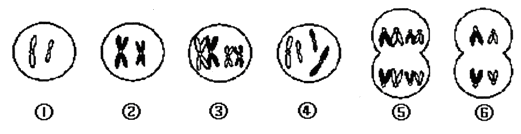 ① ② ③ ④ ⑤ ⑥